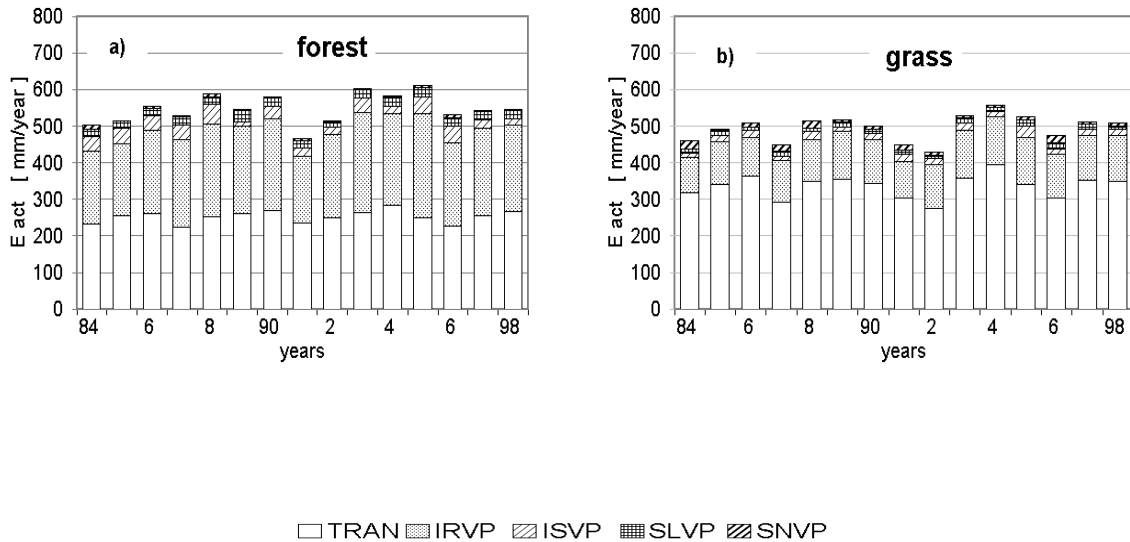 a) forest
E act [ mm/year ]
800
700
600
500
400
300
200
100
0
84 6 8 90 2 4 6 98
years
b) grass
E act [ mm/year ]
800
700
600
500
400
300
200
100
0
84 6 8 90 2 4 6 98
years
TRAN IRVP ISVP SLVP SNVP